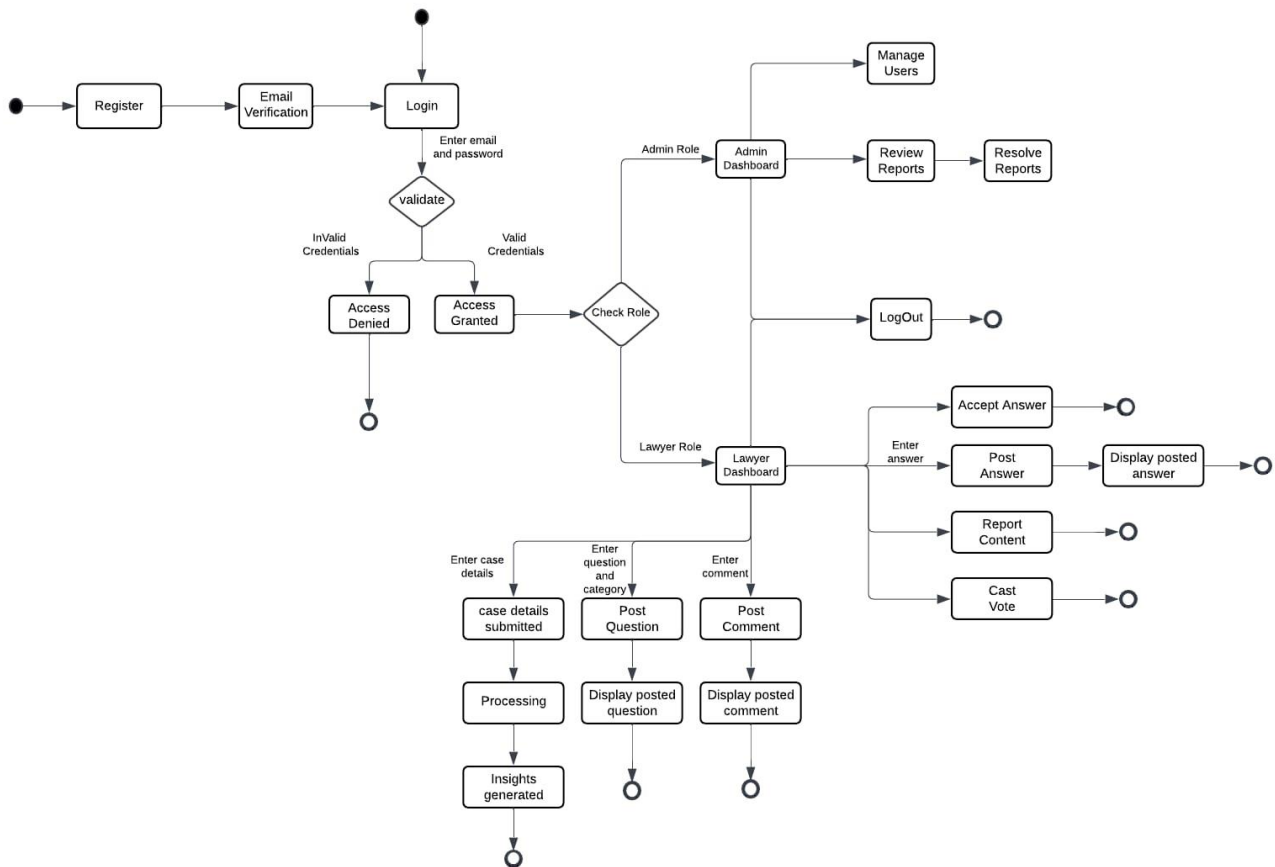 Manage
Users
Register
Email
Verification
Login
Enter email
and password
Admin Role
Admin
Dashboard
Review
Reports
Resolve
Reports
validate
InValid
Credentials
Valid
Credentials
Access
Denied
Access
Granted
Check Role
LogOut
Accept Answer
Lawyer Role
Lawyer
Dashboard
Enter
answer
Post
Answer
Display posted
answer
Report
Content
Cast
Vote
Enter case
details
Enter
question
and
category
Enter
comment
case details
submitted
Post
Question
Post
Comment
Processing
Display posted
question
Display posted
comment
Insights
generated